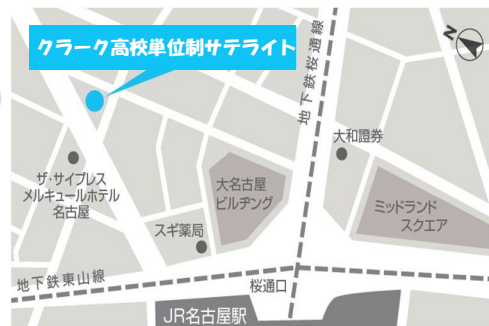 クラーク高校単位制サテライト
N
地下鉄桜通線
大和證券
ザ・サイプレス
メルキュールホテル
名古屋
大名古屋
ビルヂング
ミッドランド
スクエア
スギ薬局
地下鉄東山線
桜通口
JR名古屋駅